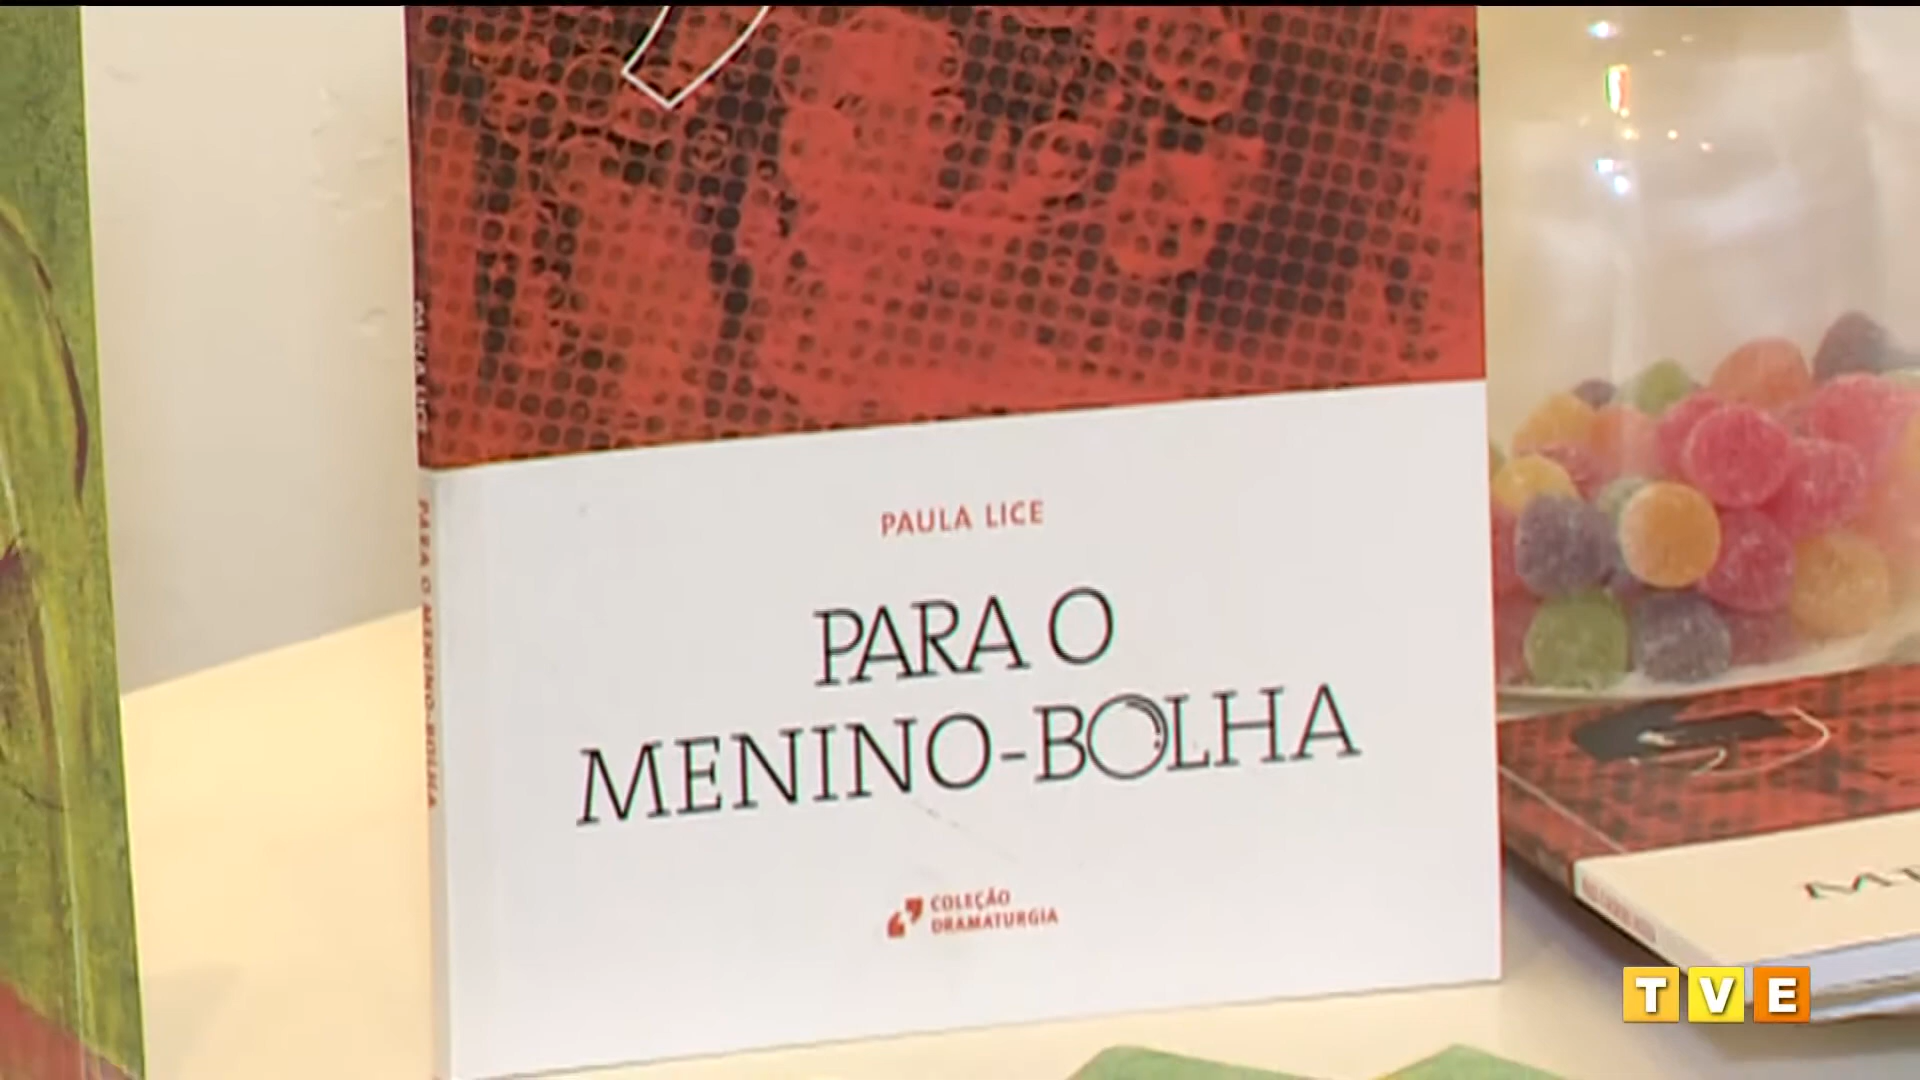 PAULA LICE
PARA O
MENINO-BOLHA
COLEÇÃO
DRAMATURGIA
PAULA LICE
PARA O MENINO-BOLHA
TVE